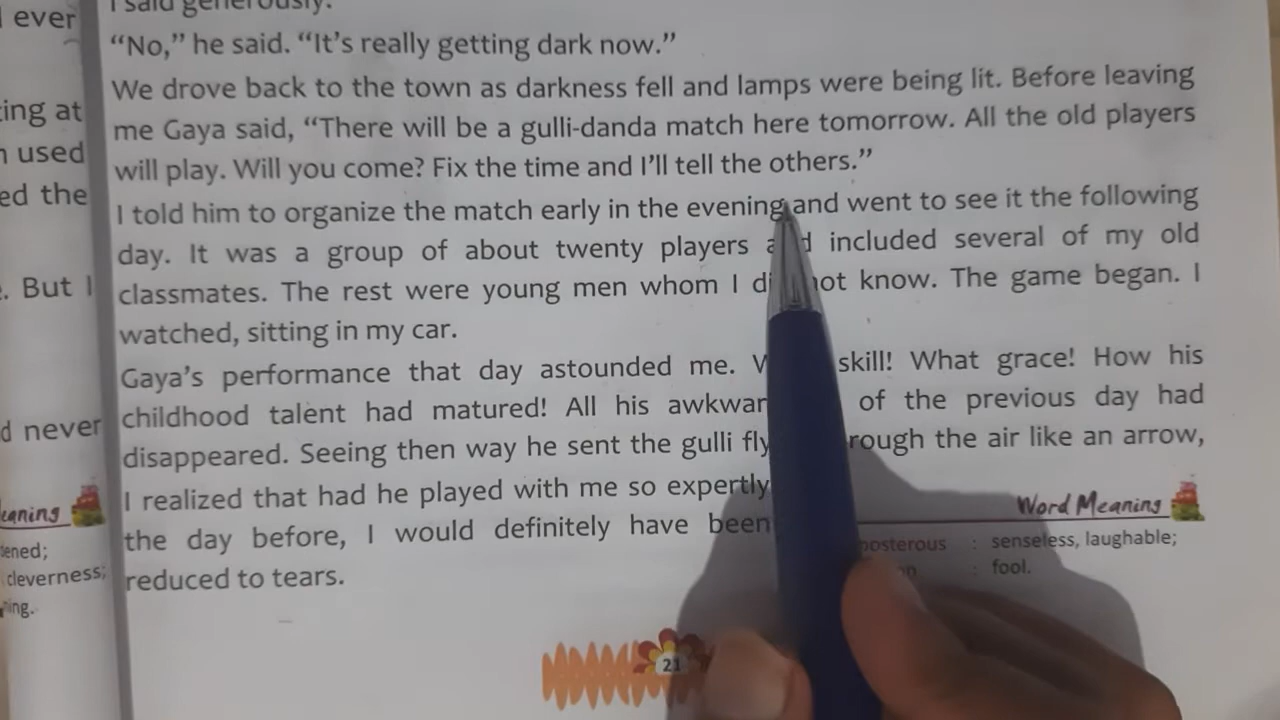 ever
I said generously.
"No," he said. "It's really getting dark now."
We drove back to the town as darkness fell and lamps were being lit. Before leaving
ing at
me Gaya said, "There will be a gulli-danda match here tomorrow. All the old players
used
will play. Will you come? Fix the time and I'll tell the others."
ed the
I told him to organize the match early in the evening and went to see it the following
day. It was a group of about twenty players included several of my old
. But I
classmates. The rest were young men whom I not know. The game began. I
watched, sitting in my car.
Gaya's performance that day astounded me. skill! What grace! How his
d never
childhood talent had matured! All his of the previous day had
disappeared. Seeing then way he sent the gulli the air like an arrow,
I realized that had he played with me so expertly
the day before, I would definitely have been
reduced to tears.
eaning
ened;
cleverness;
ing.
Word Meaning
posterous : senseless, laughable;
: fool.
21